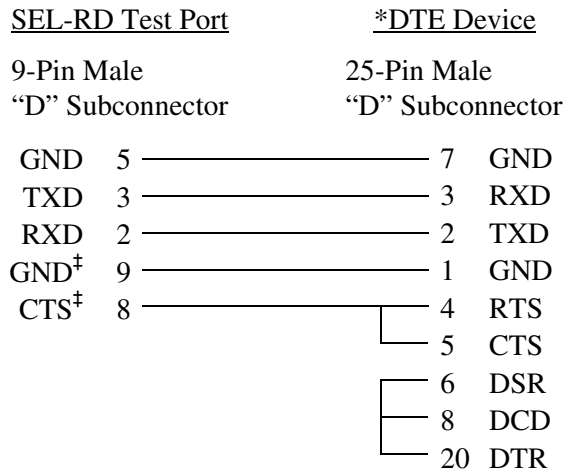 SEL-RD Test Port *DTE Device
9-Pin Male 25-Pin Male
“D” Subconnector “D” Subconnector
GND 5 7 GND
TXD 3 3 RXD
RXD 2 2 TXD
GND‡ 9 1 GND
CTS‡ 8 4 RTS
5 CTS
6 DSR
8 DCD
20 DTR